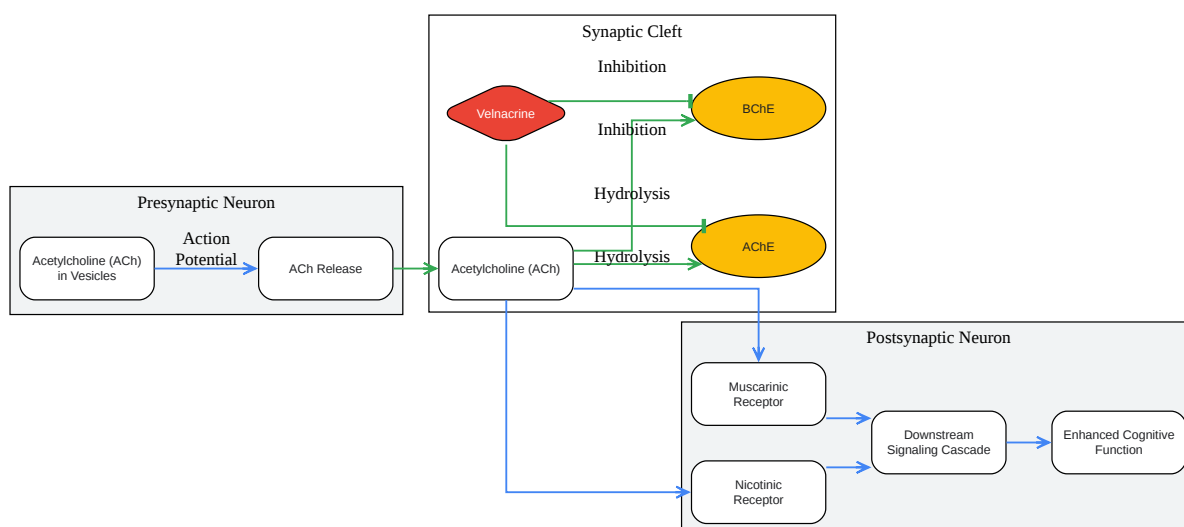 Synaptic Cleft
Inhibition
Velnacrine
BChE
Inhibition
Hydrolysis
Presynaptic Neuron
Action
Potential
Acetylcholine (ACh)
in Vesicles
ACh Release
Acetylcholine (ACh)
Hydrolysis
AChE
Postsynaptic Neuron
Muscarinic
Receptor
Downstream
Signaling Cascade
Enhanced Cognitive
Function
Nicotinic
Receptor